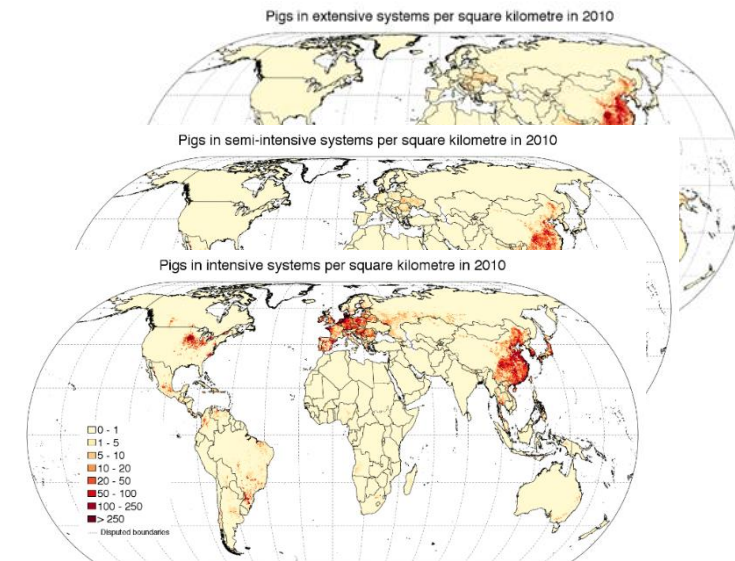 Pigs in extensive systems per square kilometre in 2010
Pigs in semi-intensive systems per square kilometre in 2010
Pigs in intensive systems per square kilometre in 2010
0 - 1
1 - 5
5 - 10
10 - 20
20 - 50
50 - 100
100 - 250
> 250
Disputed boundaries